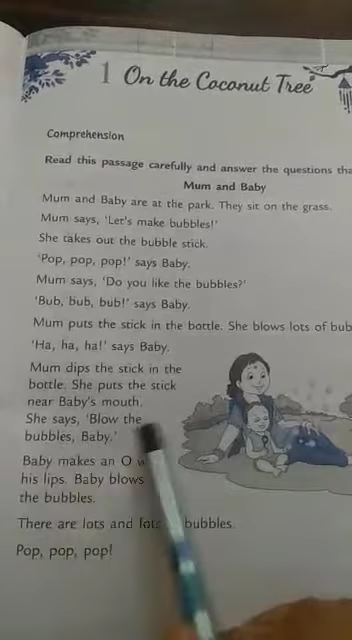 1 On the Coconut Tree
Comprehension
Read this passage carefully and answer the questions
Mum and Baby
Mum and Baby are at the park. They sit on the grass.
Mum says, 'Let's make bubbles!'
She takes out the bubble stick.
'Pop, pop, pop!' says Baby.
Mum says, 'Do you like the bubbles?'
'Bub, bub, bub!' says Baby.
Mum puts the stick in the bottle. She blows lots of
'Ha, ha, ha!' says Baby.
Mum dips the stick in the
bottle. She puts the stick
near Baby's mouth.
She says, 'Blow the
bubbles, Baby.'
Baby makes an O
his lips. Baby blows
the bubbles.
There are lots and lots bubbles.
Pop, pop, pop!